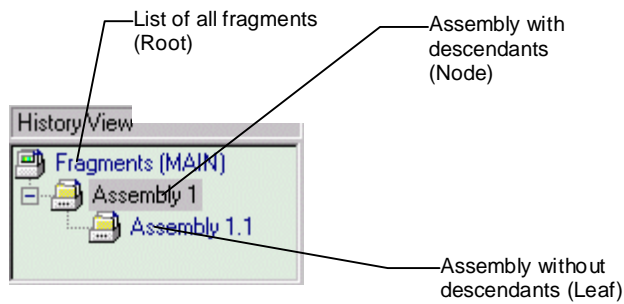 List of all fragments
(Root)
Assembly with
descendants
(Node)
History View
Fragments (MAIN)
Assembly 1
Assembly 1.1
Assembly without
descendants (Leaf)